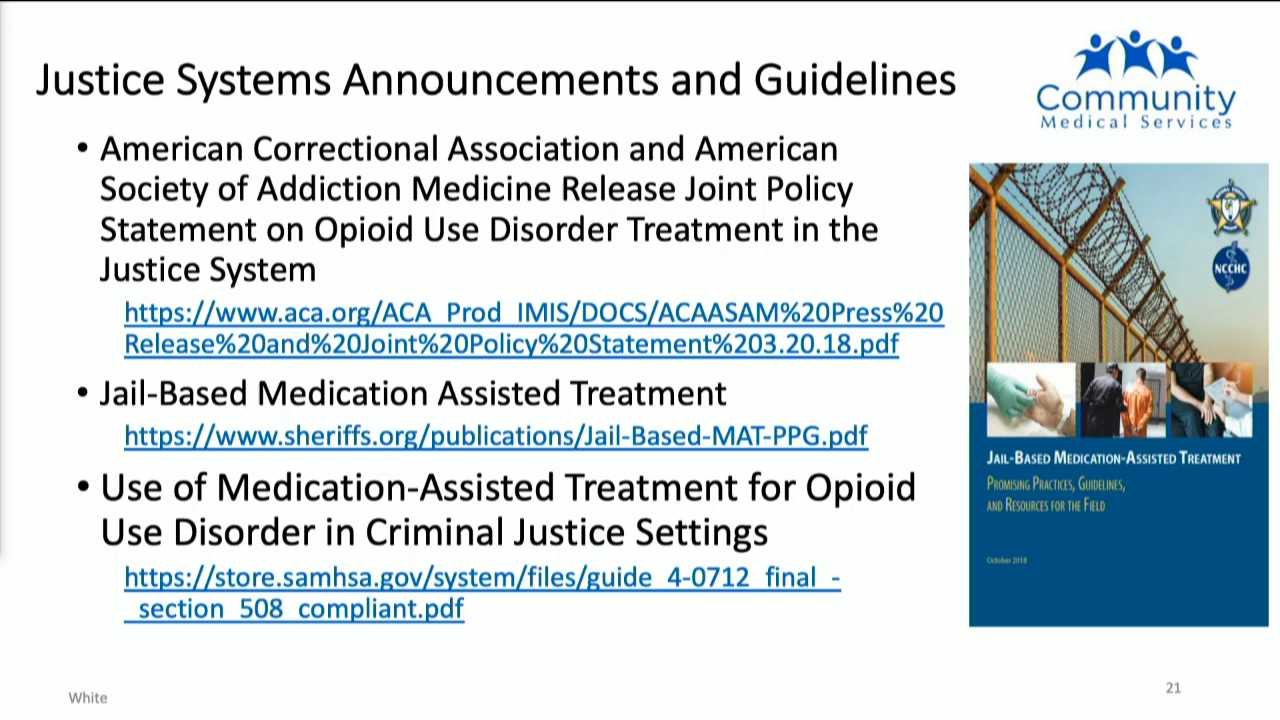 Justice Systems Announcements and Guidelines
Community
Medical Services
• American Correctional Association and American
Society of Addiction Medicine Release Joint Policy
Statement on Opioid Use Disorder Treatment in the
Justice System
https://www.aca.org/ACA_Prod_IMIS/DOCS/ACAASAM%20Press%20
Release%20and%20Joint%20Policy%20Statement%203.20.18.pdf
• Jail-Based Medication Assisted Treatment
https://www.sheriffs.org/publications/Jail-Based-MAT-PPG.pdf
• Use of Medication-Assisted Treatment for Opioid
Use Disorder in Criminal Justice Settings
https://store.samhsa.gov/system/files/guide_4-0712_final_-
_section_508_compliant.pdf
NCCHC
JAIL-BASED MEDICATION-ASSISTED TREATMENT
PROMISING PRACTICES, GUIDELINES,
AND RESOURCES FOR THE FIELD
October 2018
White
21